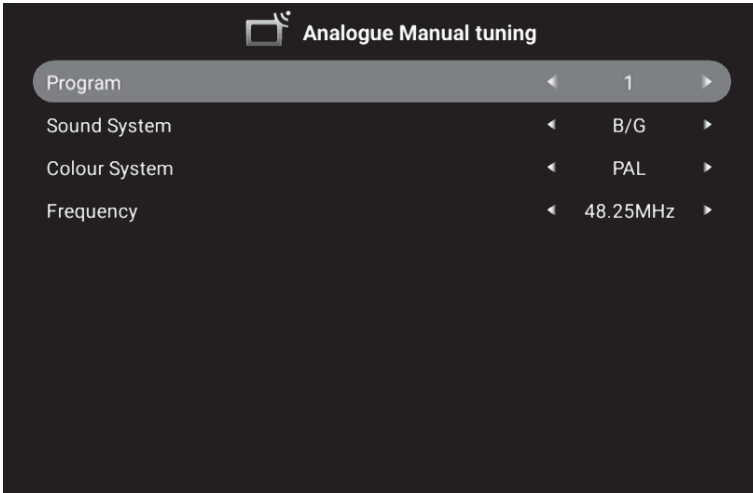 Analogue Manual tuning
Program 1
Sound System B/G
Colour System PAL
Frequency 48.25MHz